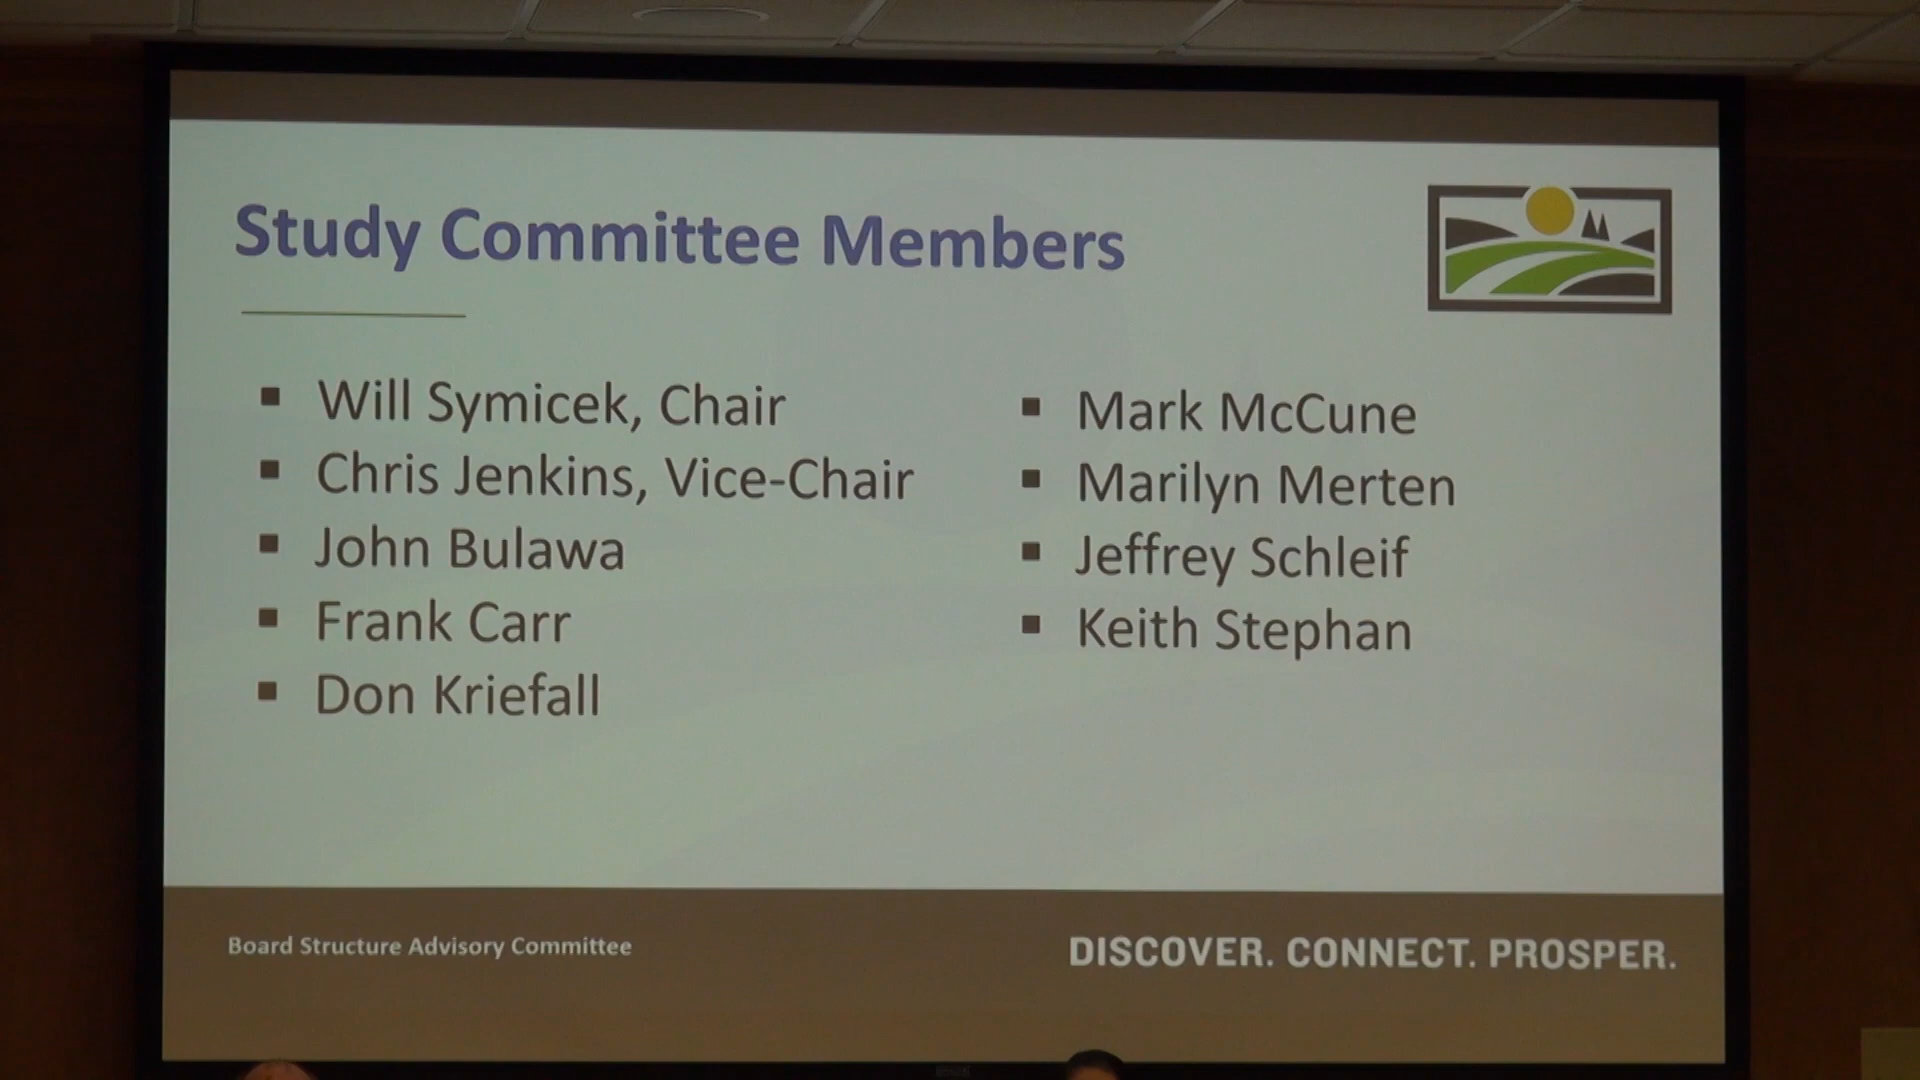 Study Committee Members
Will Symicek, Chair
Chris Jenkins, Vice-Chair
John Bulawa
Frank Carr
Don Kriefall
Mark McCune
Marilyn Merten
Jeffrey Schleif
Keith Stephan
Board Structure Advisory Committee
DISCOVER. CONNECT. PROSPER.